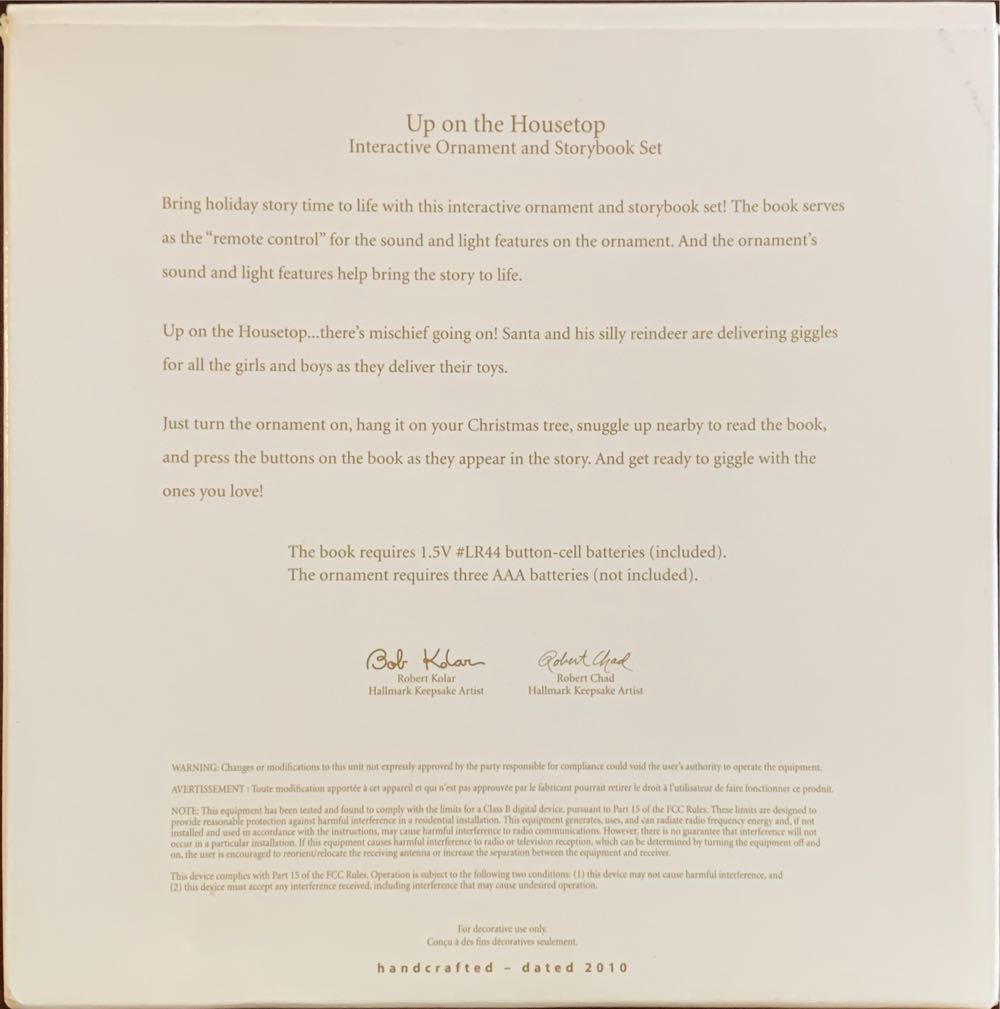 Up on the Housetop
Interactive Ornament and Storybook Set
Bring holiday story time to life with this interactive ornament and storybook set! The book serves
as the “remote control” for the sound and light features on the ornament. And the ornament’s
sound and light features help bring the story to life.
Up on the Housetop...there’s mischief going on! Santa and his silly reindeer are delivering giggles
for all the girls and boys as they deliver their toys.
Just turn the ornament on, hang it on your Christmas tree, snuggle up nearby to read the book,
and press the buttons on the book as they appear in the story. And get ready to giggle with the
ones you love!
The book requires 1.5V #LR44 button-cell batteries (included).
The ornament requires three AAA batteries (not included).
Bob Kolar Robert Chad
Robert Kolar Robert Chad
Hallmark Keepsake Artist Hallmark Keepsake Artist
WARNING: Changes or modifications to this unit not expressly approved by the party responsible for compliance could void the user’s authority to operate the equipment.
AVERTISSEMENT : Toute modification apportée à cet appareil et qui n’est pas approuvée par le fabricant pourrait retirer le droit à l’utilisateur de faire fonctionner ce produit.
NOTE: This equipment has been tested and found to comply with the limits for a Class B digital device, pursuant to Part 15 of the FCC Rules. These limits are designed to
provide reasonable protection against harmful interference in a residential installation. This equipment generates, uses, and can radiate radio frequency energy and, if not
installed and used in accordance with the instructions, may cause harmful interference to radio communications. However, there is no guarantee that interference will not
occur in a particular installation. If this equipment causes harmful interference to radio or television reception, which can be determined by turning the equipment off and
on, the user is encouraged to reorient/relocate the receiving antenna or increase the separation between the equipment and receiver.
This device complies with Part 15 of the FCC Rules. Operation is subject to the following two conditions: (1) this device may not cause harmful interference, and
(2) this device must accept any interference received, including interference that may cause undesired operation.
For decorative use only.
Conçu à des fins décoratives seulement.
handcrafted – dated 2010